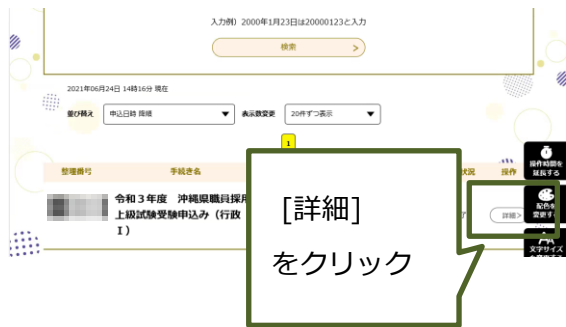 入力例）2000年1月23日は20000123と入力
検索 >
2021年06月24日 14時16分 現在
並び替え 申込日時 降順 ▼ 表示数変更 20件ずつ表示 ▼
1
整理番号 手続き名 状況 操作
令和３年度 沖縄県職員採用
上級試験受験申込み（行政
Ⅰ）
詳細>
[詳細]
をクリック
操作時間を
延長する
配色を
変更す
文字サイズ